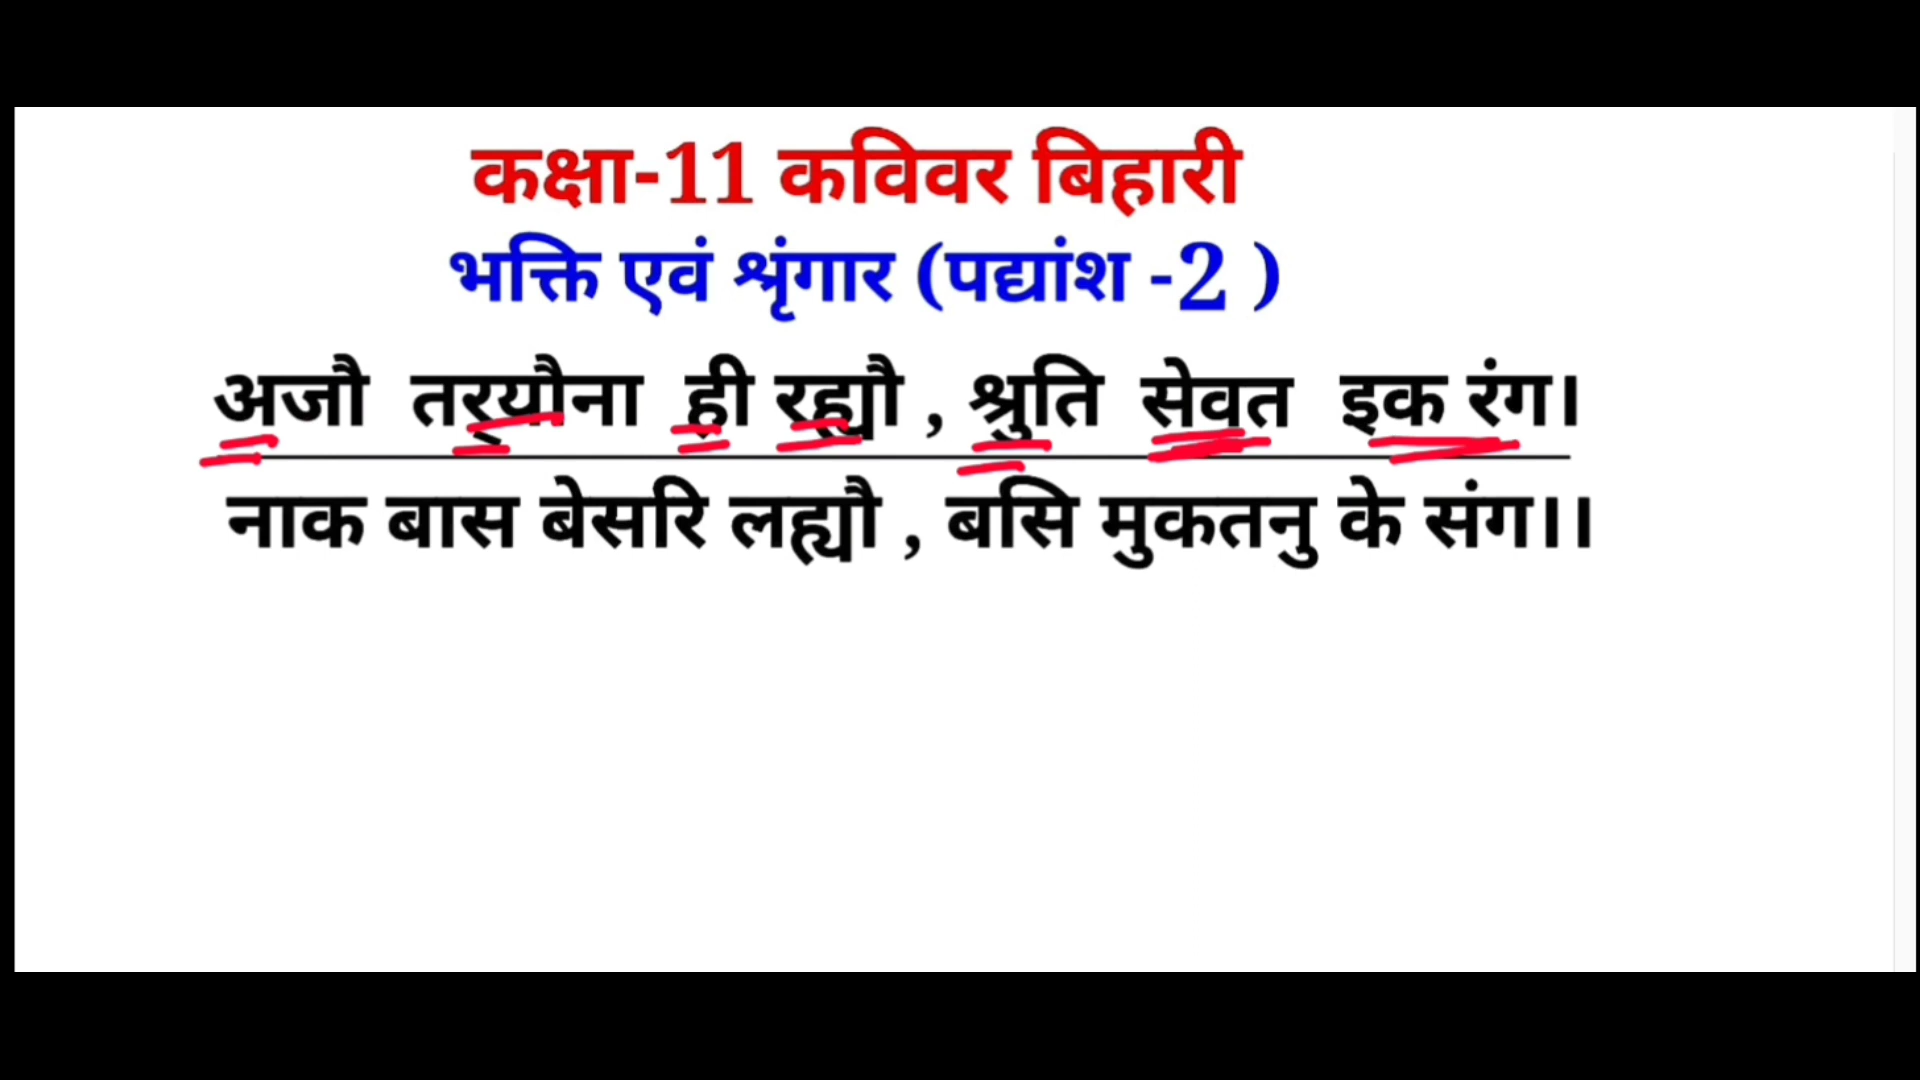 कक्षा-11 कविवर बिहारी
भक्ति एवं श्रृंगार (पद्यांश -2 )
अजौ तर्‌यौना ही रह्यौ , श्रुति सेवत इक रंग।
नाक बास बेसरि लह्यौ , बसि मुकतनु के संग।।